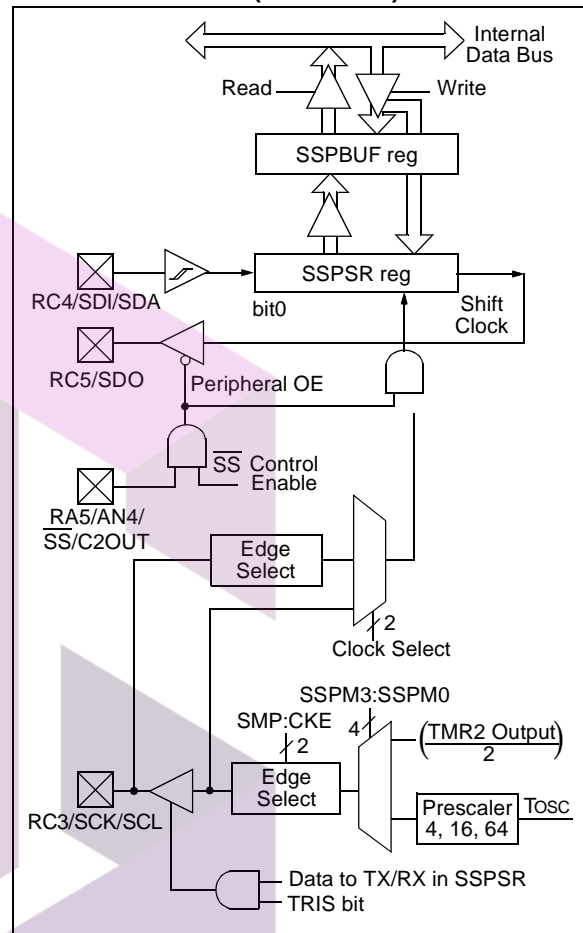 Internal
Data Bus
Read
Write
SSPBUF reg
SSPSR reg
RC4/SDI/SDA
bit0
Shift
Clock
RC5/SDO
Peripheral OE
SS Control
Enable
RA5/AN4/
SS/C2OUT
Edge
Select
2
Clock Select
SSPM3:SSPM0
SMP:CKE
4
2
(TMR2 Output)
2
Edge
Select
Prescaler
4, 16, 64
TOSC
RC3/SCK/SCL
Data to TX/RX in SSPSR
TRIS bit